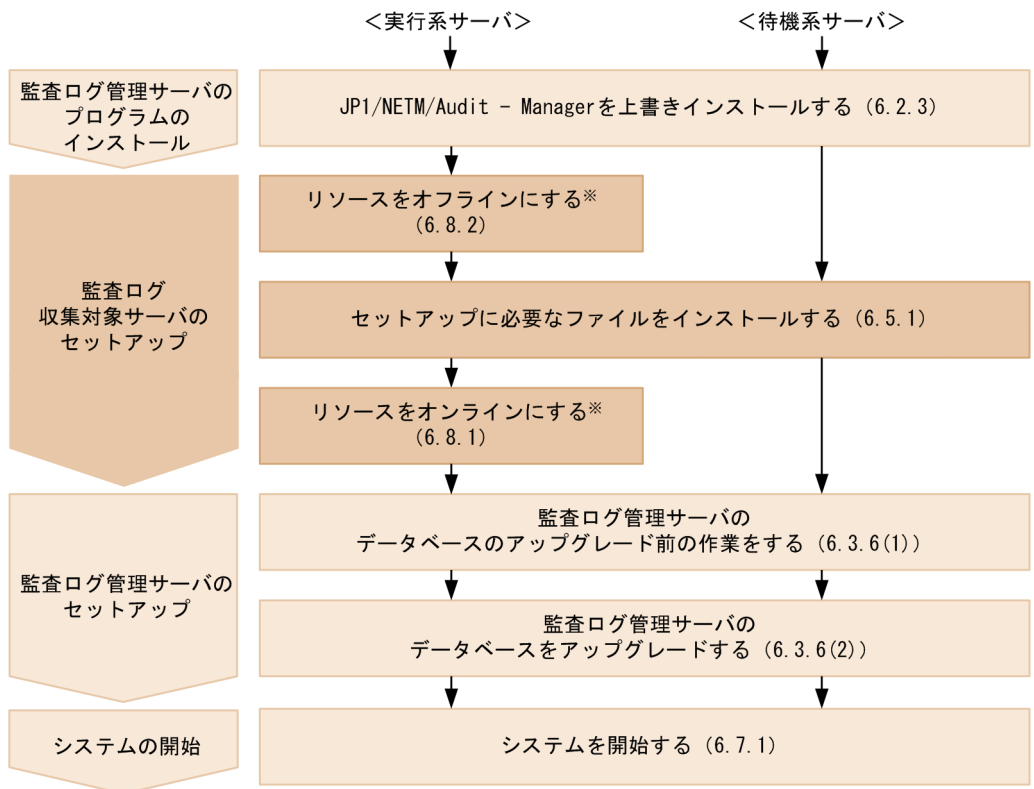 ＜実行系サーバ＞
＜待機系サーバ＞
監査ログ管理サーバの
プログラムの
インストール
JP1/NETM/Audit − Managerを上書きインストールする（6.2.3）
監査ログ
収集対象サーバの
セットアップ
リソースをオフラインにする※
（6.8.2）
セットアップに必要なファイルをインストールする（6.5.1）
リソースをオンラインにする※
（6.8.1）
監査ログ管理サーバの
セットアップ
監査ログ管理サーバの
データベースのアップグレード前の作業をする（6.3.6(1)）
監査ログ管理サーバの
データベースをアップグレードする（6.3.6(2)）
システムの開始
システムを開始する（6.7.1）